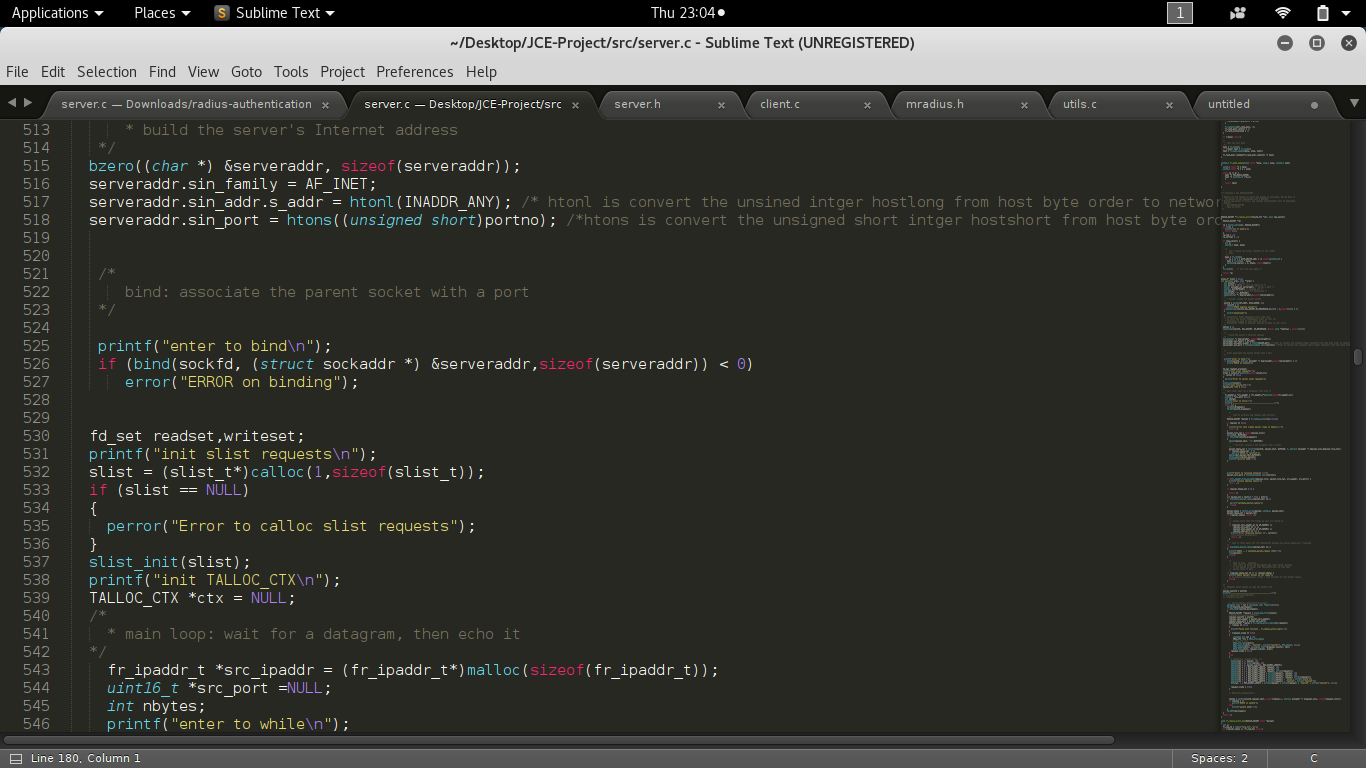 Applications Places Sublime Text Thu 23:04 1
~/Desktop/JCE-Project/src/server.c - Sublime Text (UNREGISTERED)
File Edit Selection Find View Goto Tools Project Preferences Help
server.c — Downloads/radius-authentication server.c — Desktop/JCE-Project/src server.h client.c mradius.h utils.c untitled
513 * build the server's Internet address
514 */
515 bzero((char *) &serveraddr, sizeof(serveraddr));
516 serveraddr.sin_family = AF_INET;
517 serveraddr.sin_addr.s_addr = htonl(INADDR_ANY); /* htonl is convert the unsined intger hostlong from host byte order to networ
518 serveraddr.sin_port = htons((unsigned short)portno); /*htons is convert the unsigned short intger hostshort from host byte ord
519
520
521 /*
522 bind: associate the parent socket with a port
523 */
524
525 printf("enter to bind\n");
526 if (bind(sockfd, (struct sockaddr *) &serveraddr,sizeof(serveraddr)) < 0)
527 error("ERROR on binding");
528
529
530 fd_set readset,writeset;
531 printf("init slist requests\n");
532 slist = (slist_t*)calloc(1,sizeof(slist_t));
533 if (slist == NULL)
534 {
535 perror("Error to calloc slist requests");
536 }
537 slist_init(slist);
538 printf("init TALLOC_CTX\n");
539 TALLOC_CTX *ctx = NULL;
540 /*
541 * main loop: wait for a datagram, then echo it
542 */
543 fr_ipaddr_t *src_ipaddr = (fr_ipaddr_t*)malloc(sizeof(fr_ipaddr_t));
544 uint16_t *src_port =NULL;
545 int nbytes;
546 printf("enter to while\n");
Line 180, Column 1 Spaces: 2 C